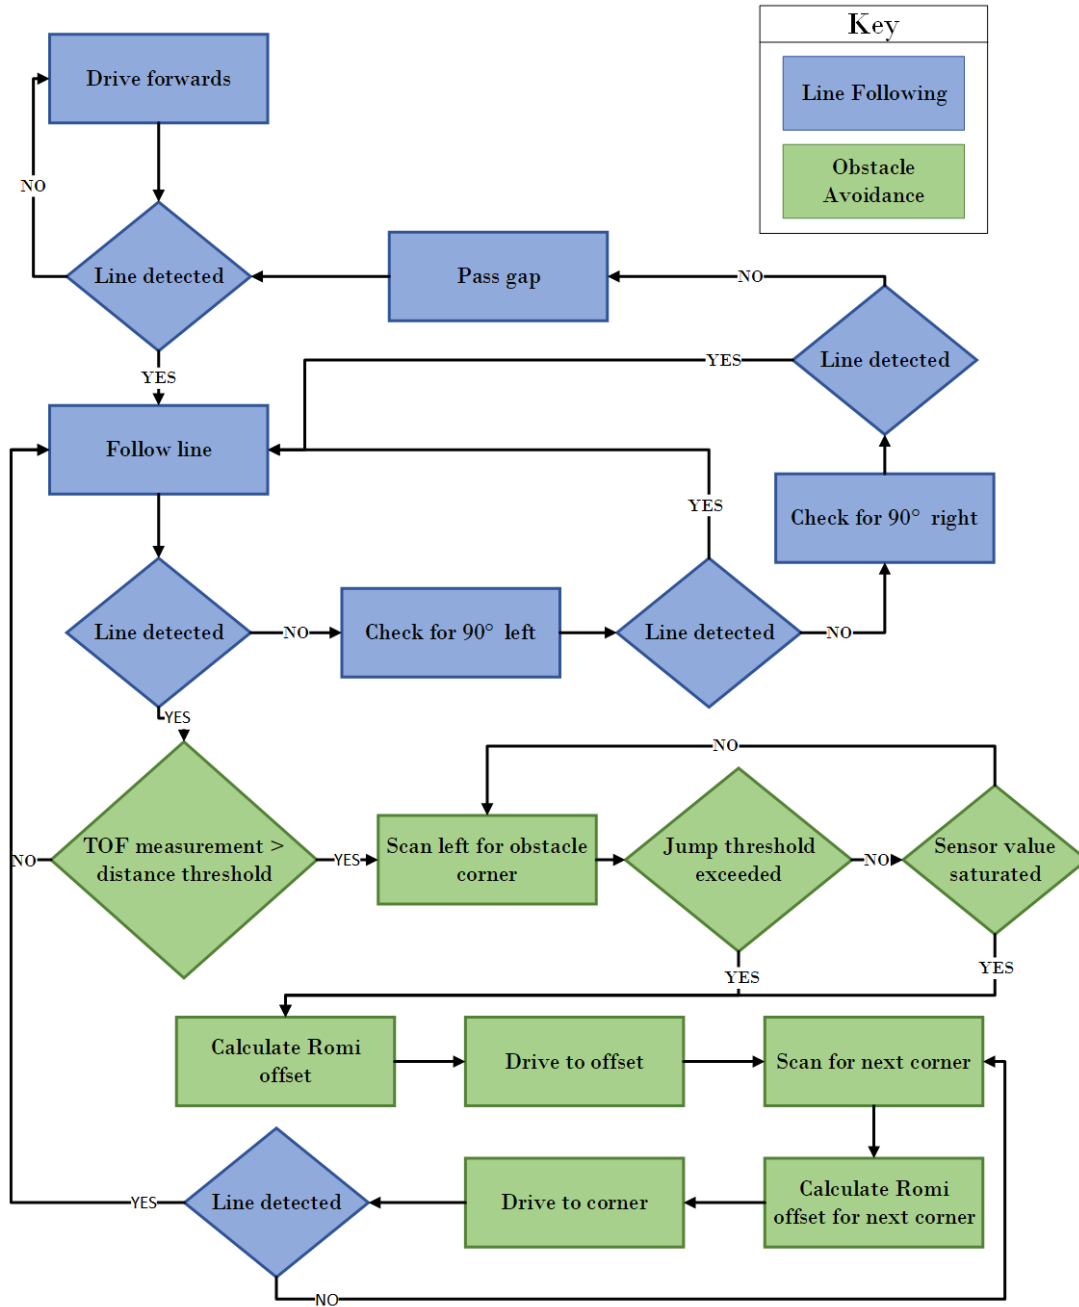 Key
Drive forwards
Line Following
Obstacle
Avoidance
NO
Line detected
Pass gap
NO
YES
YES
Line detected
Follow line
YES
Check for 90° right
Line detected
NO
Check for 90° left
Line detected
NO
YES
NO
TOF measurement >
distance threshold
NO
YES
Scan left for obstacle
corner
Jump threshold
exceeded
NO
Sensor value
saturated
YES
YES
Calculate Romi
offset
Drive to offset
Scan for next corner
YES
Line detected
Drive to corner
Calculate Romi
offset for next corner
NO